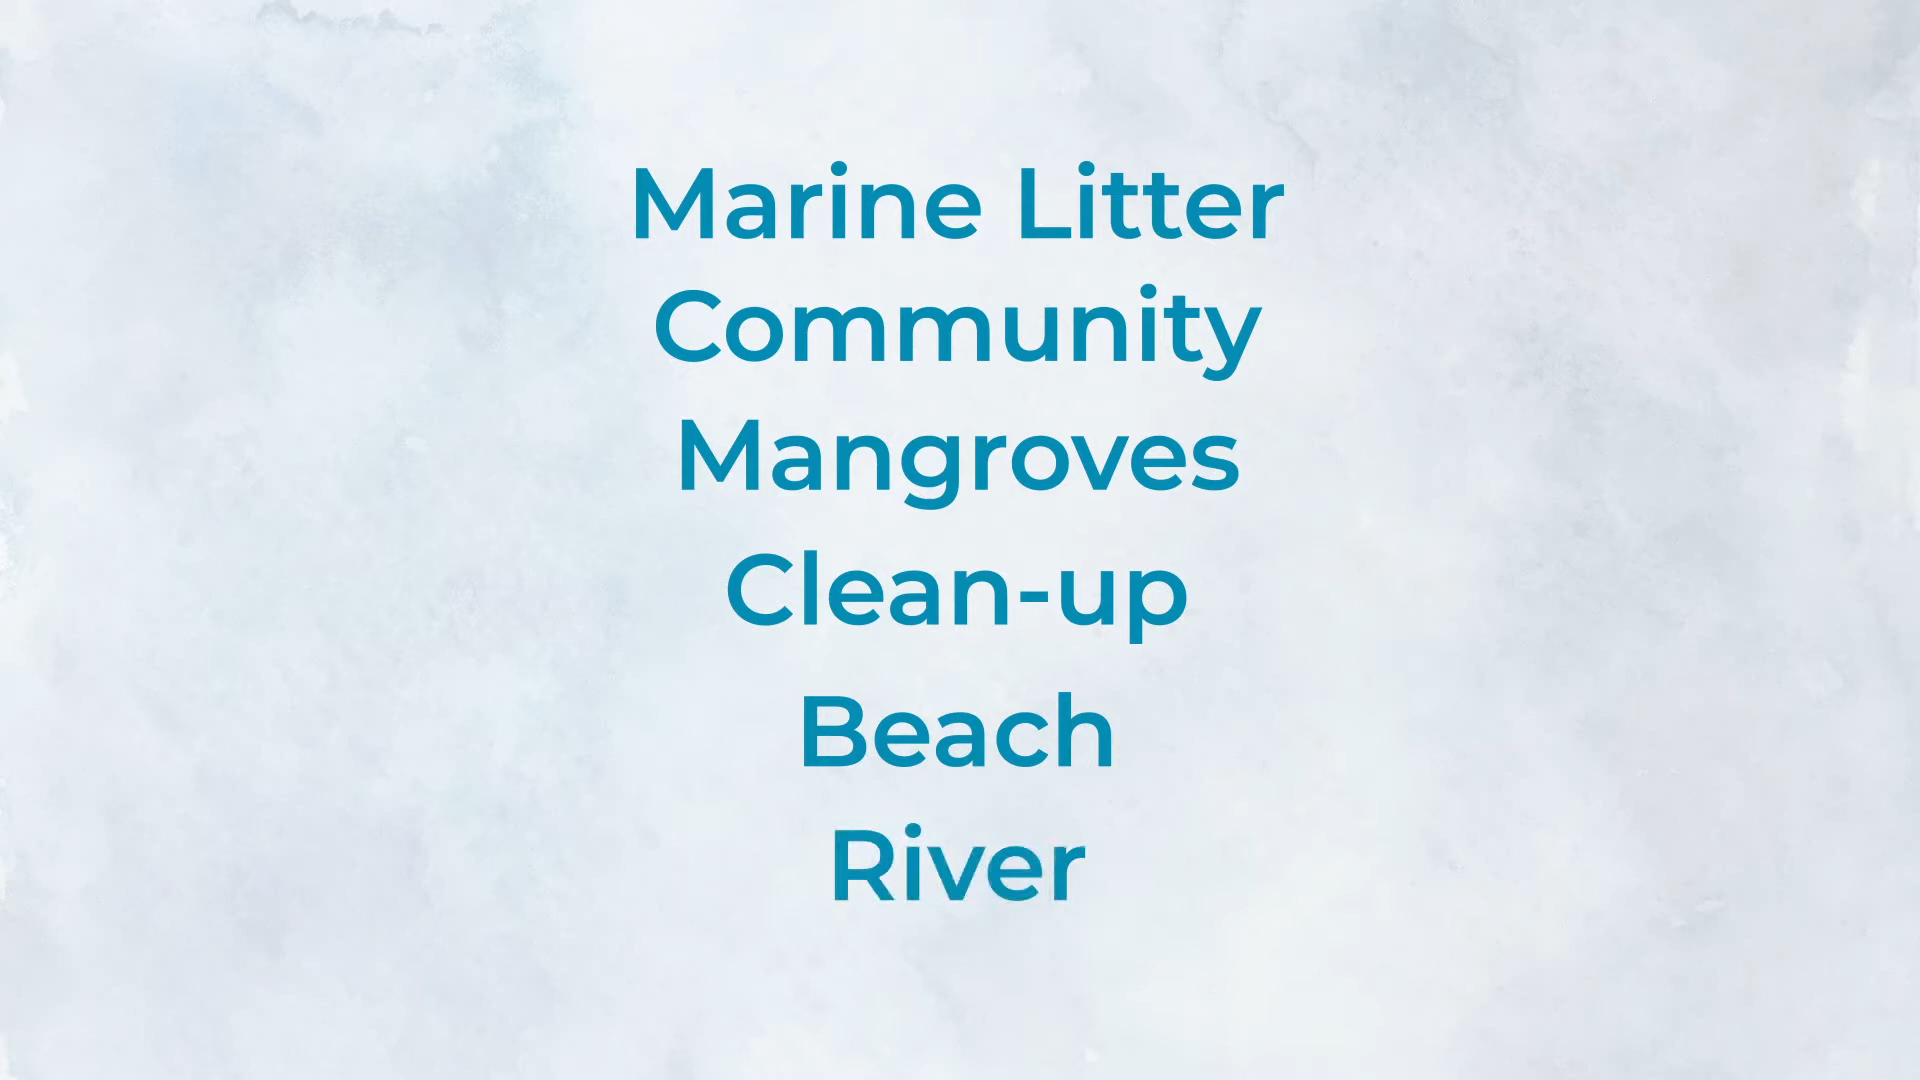 Marine Litter
Community
Mangroves
Clean-up
Beach
River